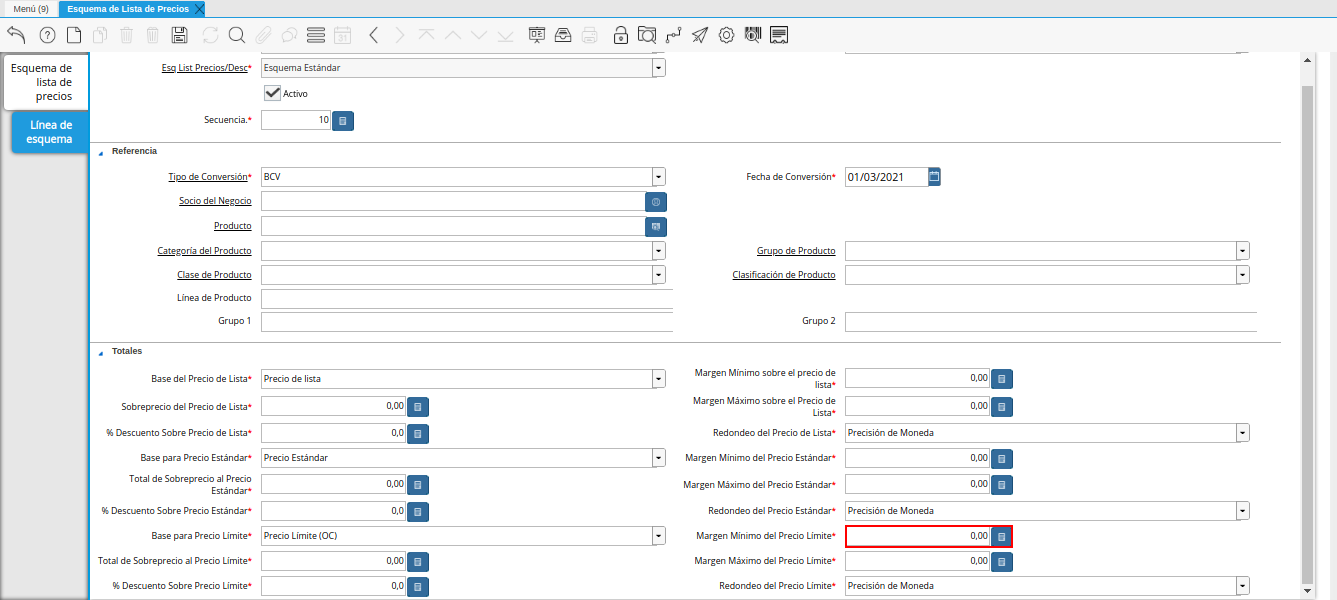 Menú (9) Esquema de Lista de Precios
31
Esquema de
lista de
precios
Línea de
esquema
Esq List Precios/Desc* Esquema Estándar
Activo
Secuencia.* 10
Referencia
Tipo de Conversión* BCV Fecha de Conversión* 01/03/2021
Socio del Negocio
Producto
Categoría del Producto Grupo de Producto
Clase de Producto Clasificación de Producto
Línea de Producto
Grupo 1 Grupo 2
Totales
Base del Precio de Lista* Precio de lista Margen Mínimo sobre el precio de
lista* 0,00
Sobreprecio del Precio de Lista* 0,00 Margen Máximo sobre el Precio de
Lista* 0,00
% Descuento Sobre Precio de Lista* 0,0 Redondeo del Precio de Lista* Precisión de Moneda
Base para Precio Estándar* Precio Estándar Margen Mínimo del Precio Estándar* 0,00
Total de Sobreprecio al Precio
Estándar* 0,00 Margen Máximo del Precio Estándar* 0,00
% Descuento Sobre Precio Estándar* 0,0 Redondeo del Precio Estándar* Precisión de Moneda
Base para Precio Límite* Precio Límite (OC) Margen Mínimo del Precio Límite* 0,00
Total de Sobreprecio al Precio Límite* 0,00 Margen Máximo del Precio Límite* 0,00
% Descuento Sobre Precio Límite* 0,0 Redondeo del Precio Límite* Precisión de Moneda